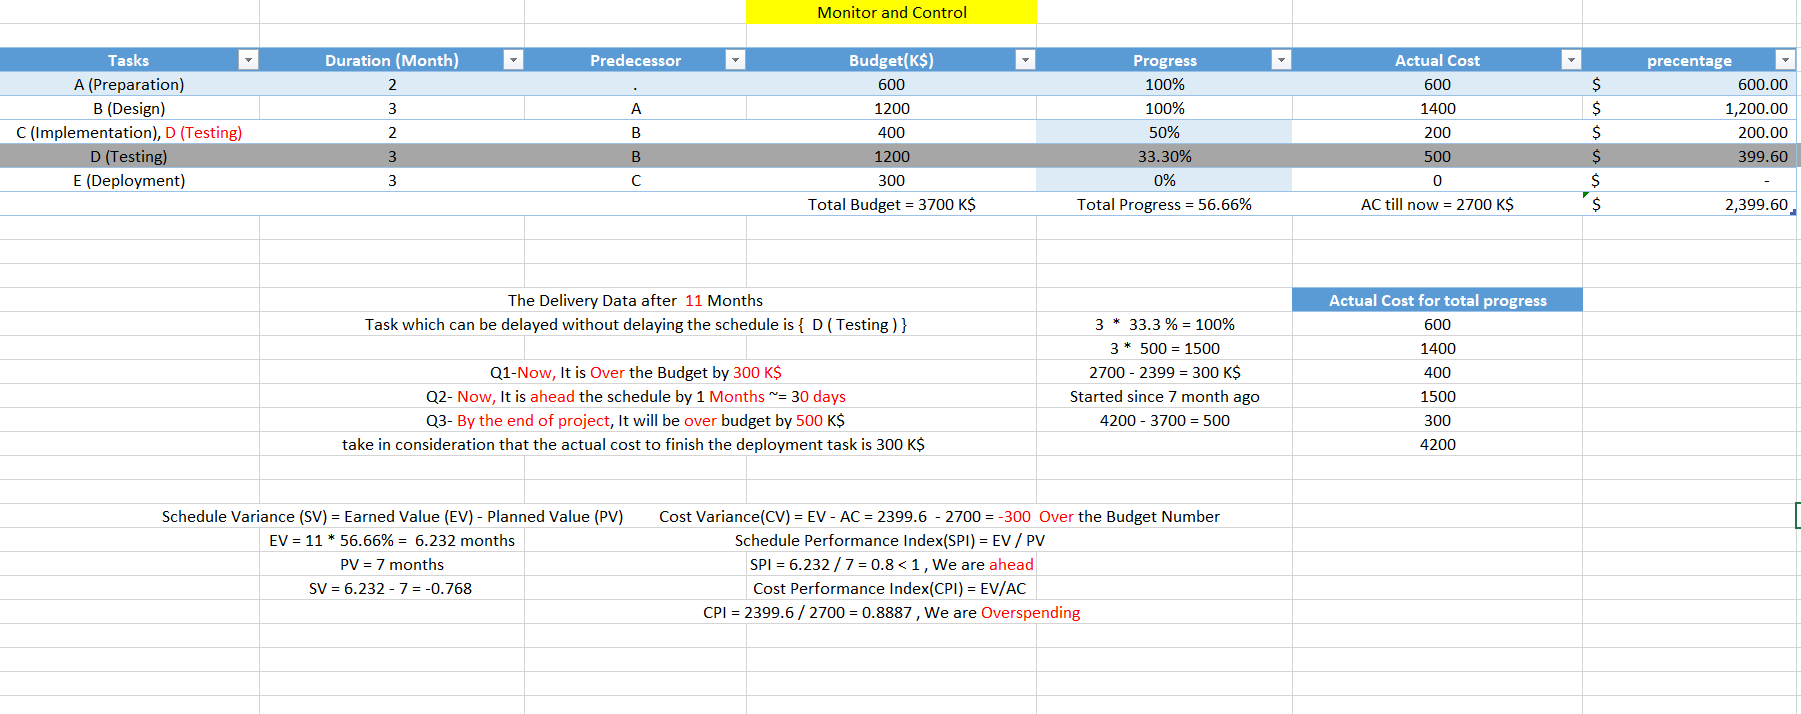 Monitor and Control
Tasks Duration (Month) Predecessor Budget(K$) Progress Actual Cost precentage
A (Preparation) 2 . 600 100% 600 $ 600.00
B (Design) 3 A 1200 100% 1400 $ 1,200.00
C (Implementation), D (Testing) 2 B 400 50% 200 $ 200.00
D (Testing) 3 B 1200 33.30% 500 $ 399.60
E (Deployment) 3 C 300 0% 0 $ -
Total Budget = 3700 K$ Total Progress = 56.66% AC till now = 2700 K$ $ 2,399.60
The Delivery Data after 11 Months Actual Cost for total progress
Task which can be delayed without delaying the schedule is { D ( Testing ) } 3 * 33.3 % = 100% 600
3 * 500 = 1500 1400
Q1-Now, It is Over the Budget by 300 K$ 2700 - 2399 = 300 K$ 400
Q2- Now, It is ahead the schedule by 1 Months ~= 30 days Started since 7 month ago 1500
Q3- By the end of project, It will be over budget by 500 K$ 4200 - 3700 = 500 300
take in consideration that the actual cost to finish the deployment task is 300 K$ 4200
Schedule Variance (SV) = Earned Value (EV) - Planned Value (PV) Cost Variance(CV) = EV - AC = 2399.6 - 2700 = -300 Over the Budget Number
EV = 11 * 56.66% = 6.232 months Schedule Performance Index(SPI) = EV / PV
PV = 7 months SPI = 6.232 / 7 = 0.8 < 1 , We are ahead
SV = 6.232 - 7 = -0.768 Cost Performance Index(CPI) = EV/AC
CPI = 2399.6 / 2700 = 0.8887 , We are Overspending